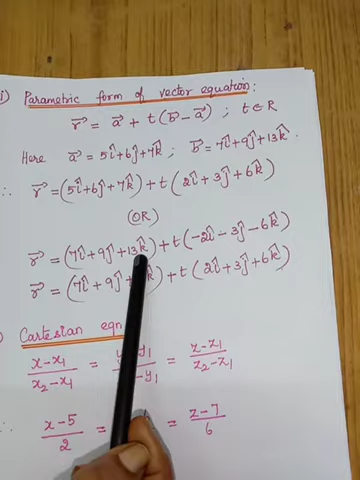 i) Parametric form of vector equation:
r⃗ = a⃗ + t(b⃗ - a⃗) ; t ∈ R
Here a⃗ = 5î+6ĵ+7k̂ ; b⃗ = 7î+9ĵ+13k̂.
∴ r⃗ = (5î+6ĵ+7k̂) + t(2î+3ĵ+6k̂)
(OR)
r⃗ = (7î+9ĵ+13k̂) + t(-2î-3ĵ-6k̂)
r⃗ = (7î+9ĵ+ k̂) + t(2î+3ĵ+6k̂)
) Cartesian eqn
(x-x₁)/(x₂-x₁) = (y-y₁)/( -y₁) = (z-z₁)/(z₂-z₁)
∴ (x-5)/2 = = (z-7)/6